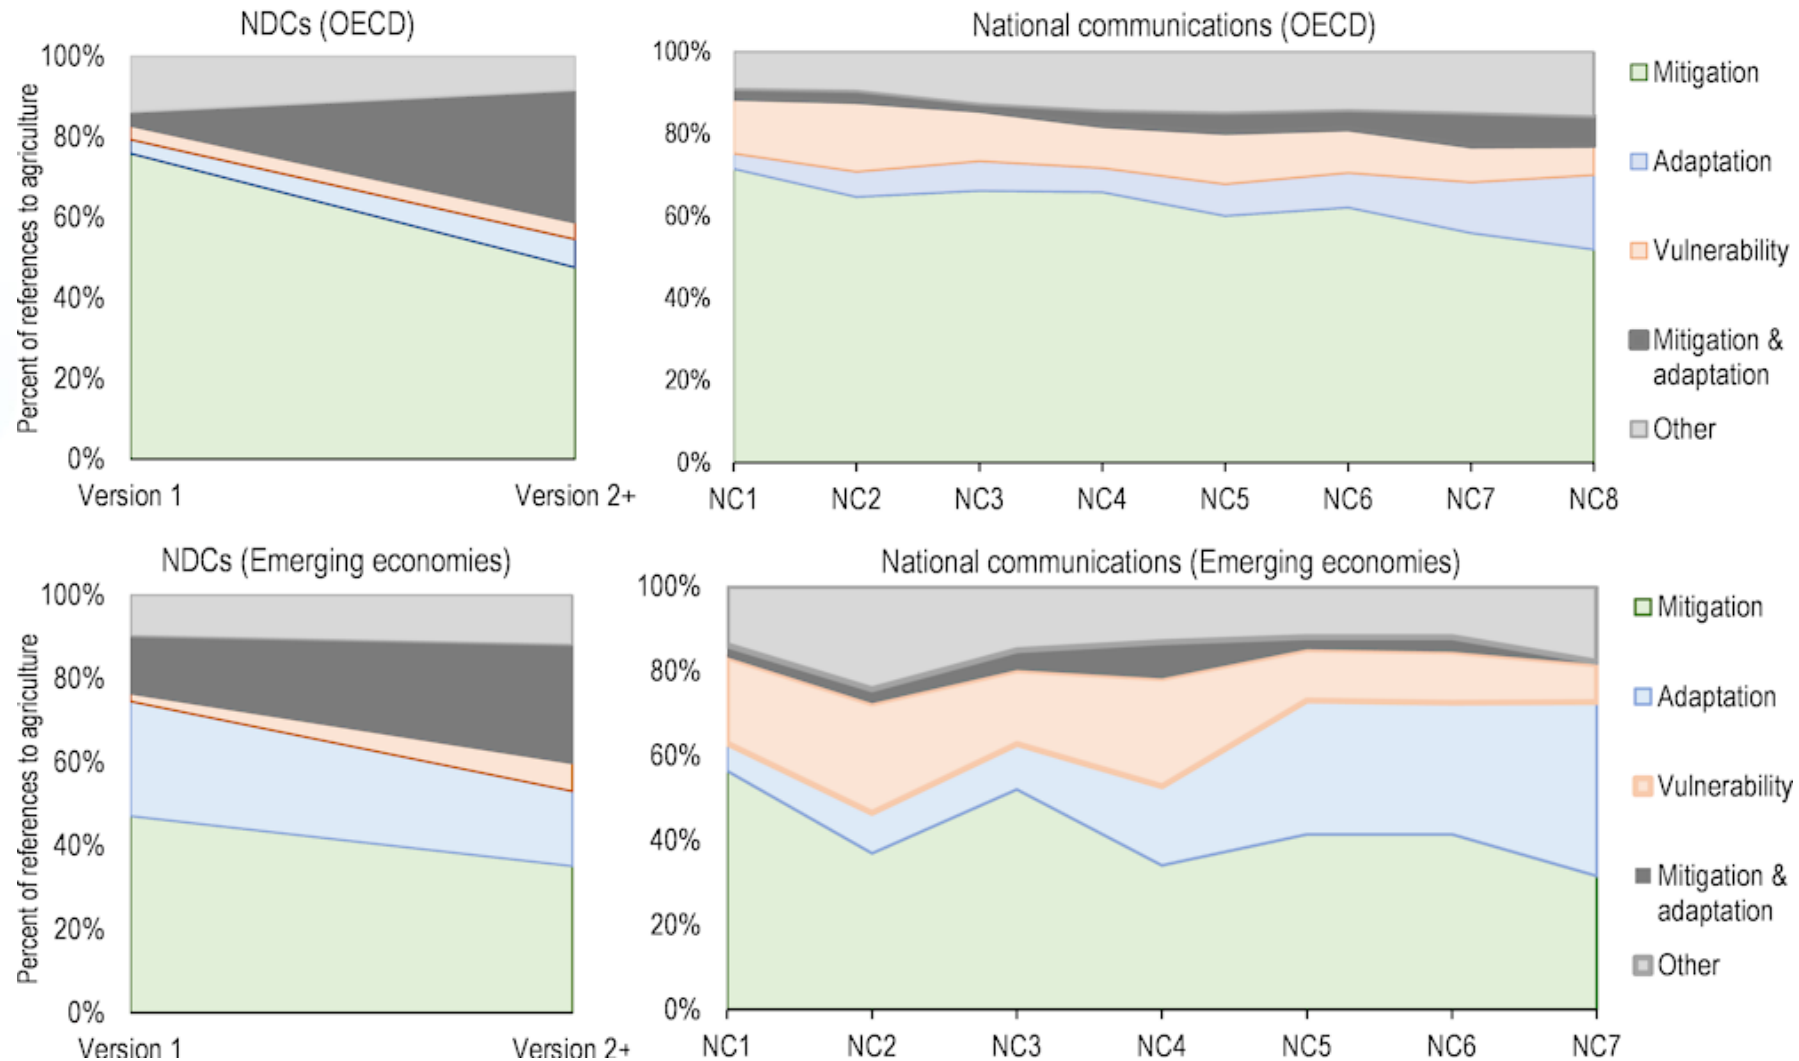 NDCs (OECD)
Percent of references to agriculture
100%
80%
60%
40%
20%
0%
Version 1
Version 2+
National communications (OECD)
100%
80%
60%
40%
20%
0%
NC1
NC2
NC3
NC4
NC5
NC6
NC7
NC8
Mitigation
Adaptation
Vulnerability
Mitigation &
adaptation
Other
NDCs (Emerging economies)
Percent of references to agriculture
100%
80%
60%
40%
20%
0%
Version 1
Version 2+
National communications (Emerging economies)
100%
80%
60%
40%
20%
0%
NC1
NC2
NC3
NC4
NC5
NC6
NC7
Mitigation
Adaptation
Vulnerability
Mitigation &
adaptation
Other